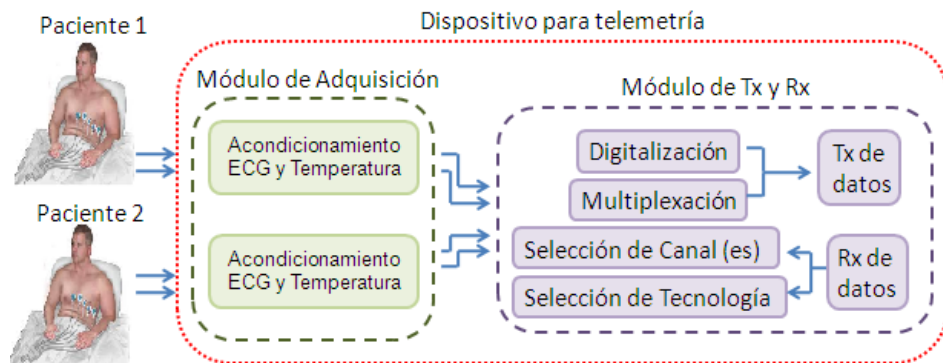 Paciente 1
Dispositivo para telemetría
Módulo de Adquisición
Módulo de Tx y Rx
Acondicionamiento
ECG y Temperatura
Digitalización
Multiplexación
Tx de
datos
Paciente 2
Acondicionamiento
ECG y Temperatura
Selección de Canal (es)
Selección de Tecnología
Rx de
datos